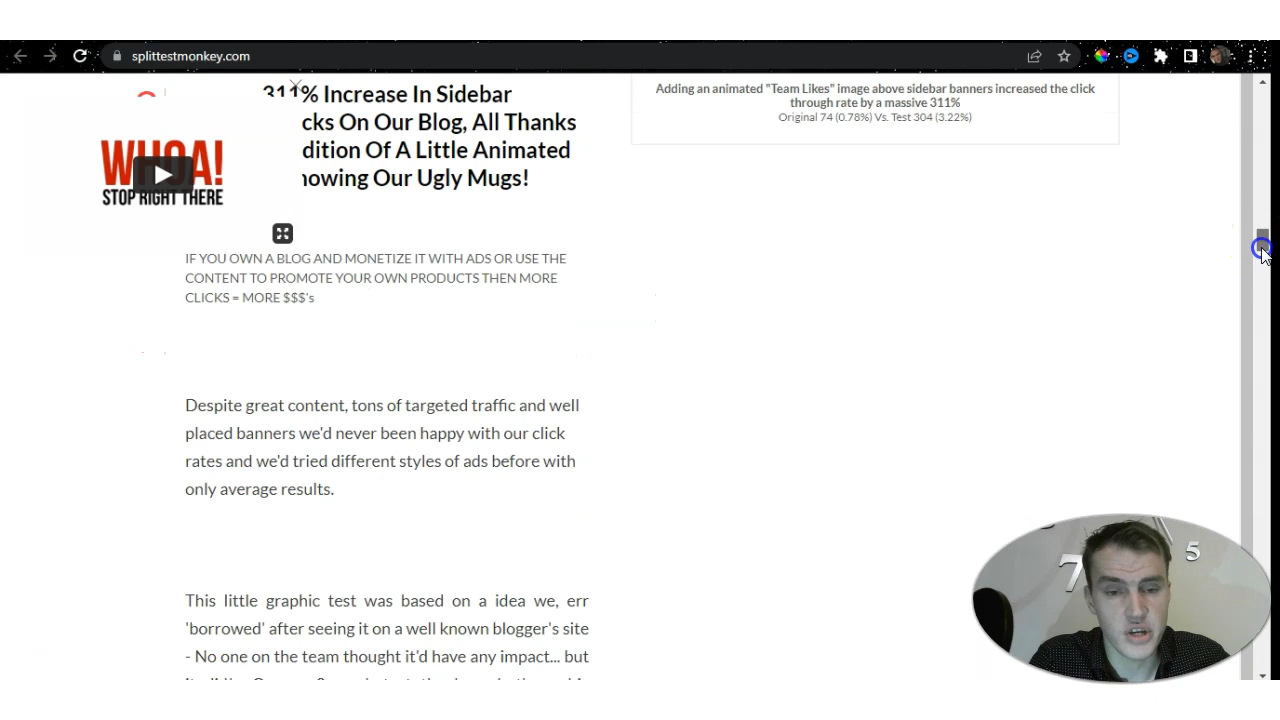 splittestmonkey.com
311% Increase In Sidebar
cks On Our Blog, All Thanks
dition Of A Little Animated
howing Our Ugly Mugs!
WHOA!
STOP RIGHT THERE
IF YOU OWN A BLOG AND MONETIZE IT WITH ADS OR USE THE
CONTENT TO PROMOTE YOUR OWN PRODUCTS THEN MORE
CLICKS = MORE $$$'s
Despite great content, tons of targeted traffic and well
placed banners we'd never been happy with our click
rates and we'd tried different styles of ads before with
only average results.
This little graphic test was based on a idea we, err
'borrowed' after seeing it on a well known blogger's site
- No one on the team thought it'd have any impact... but
Adding an animated "Team Likes" image above sidebar banners increased the click
through rate by a massive 311%
Original 74 (0.78%) Vs. Test 304 (3.22%)
7
5